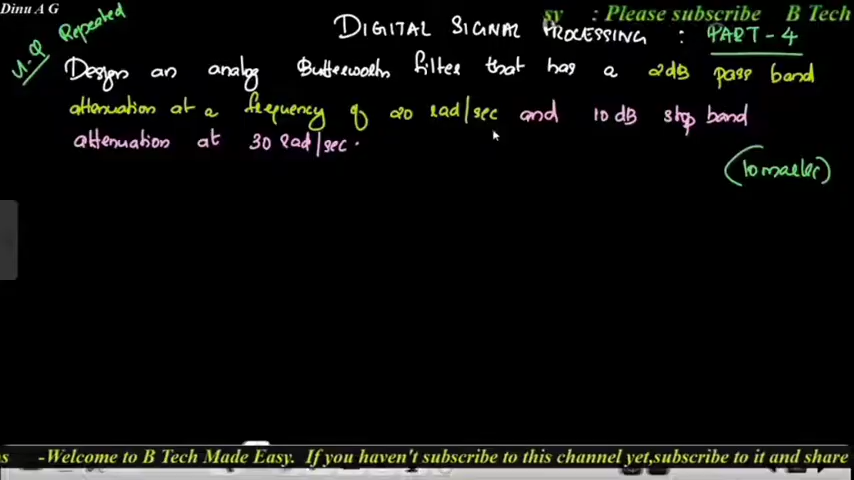 Dinu A G
sy : Please subscribe B Tech
U.Q Repeated
DIGITAL SIGNAL PROCESSING : PART-4
Design an analog Butterworth filter that has a 2dB pass band
attenuation at a frequency of 20 rad/sec and 10 dB stop band
attenuation at 30 rad/sec.
(10 marks)
s -Welcome to B Tech Made Easy. If you haven't subscribe to this channel yet,subscribe to it and share